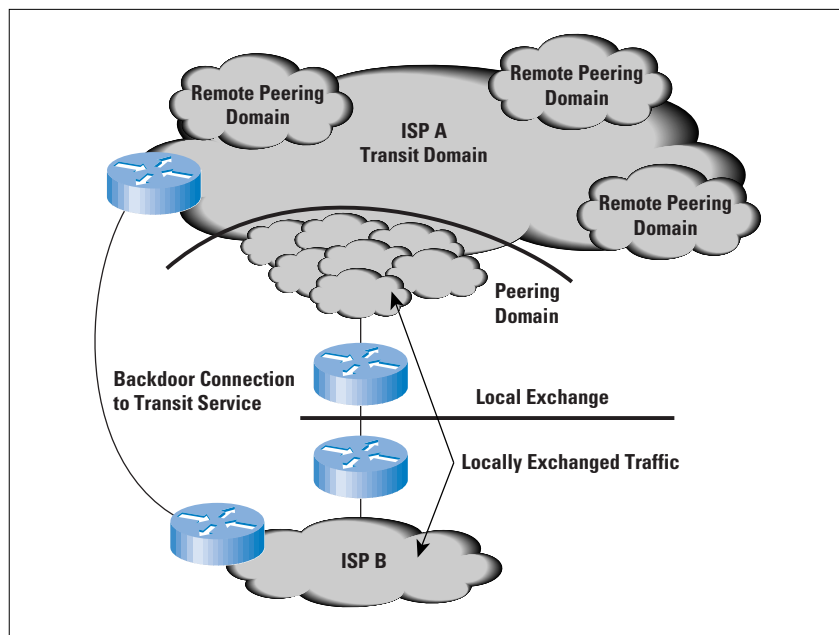 Remote Peering
Domain
Remote Peering
Domain
ISP A
Transit Domain
Remote Peering
Domain
Peering
Domain
Backdoor Connection
to Transit Service
Local Exchange
Locally Exchanged Traffic
ISP B